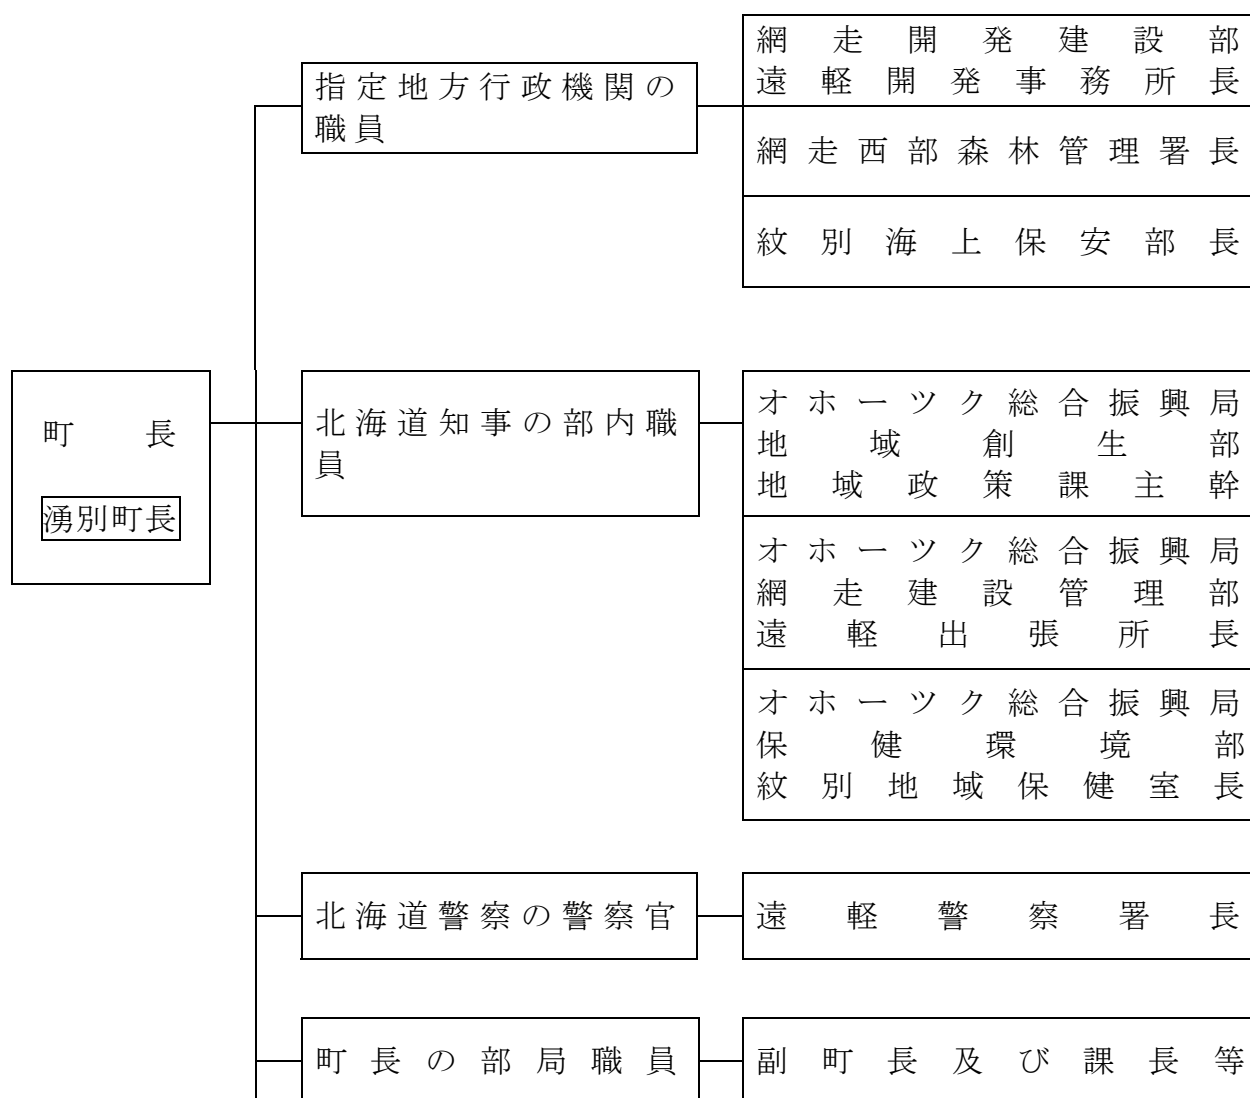 網走開発建設部
遠軽開発事務所長
指定地方行政機関の
職員
網走西部森林管理署長
紋別海上保安部長
町長
湧別町長
北海道知事の部内職
員
オホーツク総合振興局
地域創生部
地域政策課主幹
オホーツク総合振興局
網走建設管理部
遠軽出張所長
オホーツク総合振興局
保健環境部
紋別地域保健室長
北海道警察の警察官
遠軽警察署長
町長の部局職員
副町長及び課長等